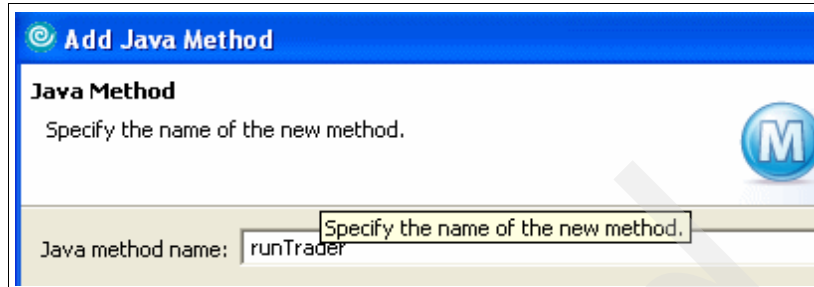 Add Java Method
Java Method
Specify the name of the new method.
M
Specify the name of the new method.
Java method name: runTrader